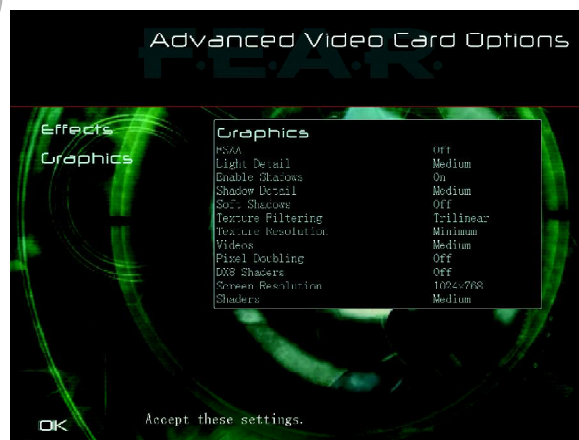 Advanced Video Card Options
F.E.A.R.
Effects
Graphics
Graphics
FSAA Off
Light Detail Medium
Enable Shadows On
Shadow Detail Medium
Soft Shadows Off
Texture Filtering Trilinear
Texture Resolution Minimum
Videos Medium
Pixel Doubling Off
DX8 Shaders Off
Screen Resolution 1024x768
Shaders Medium
OK
Accept these settings.